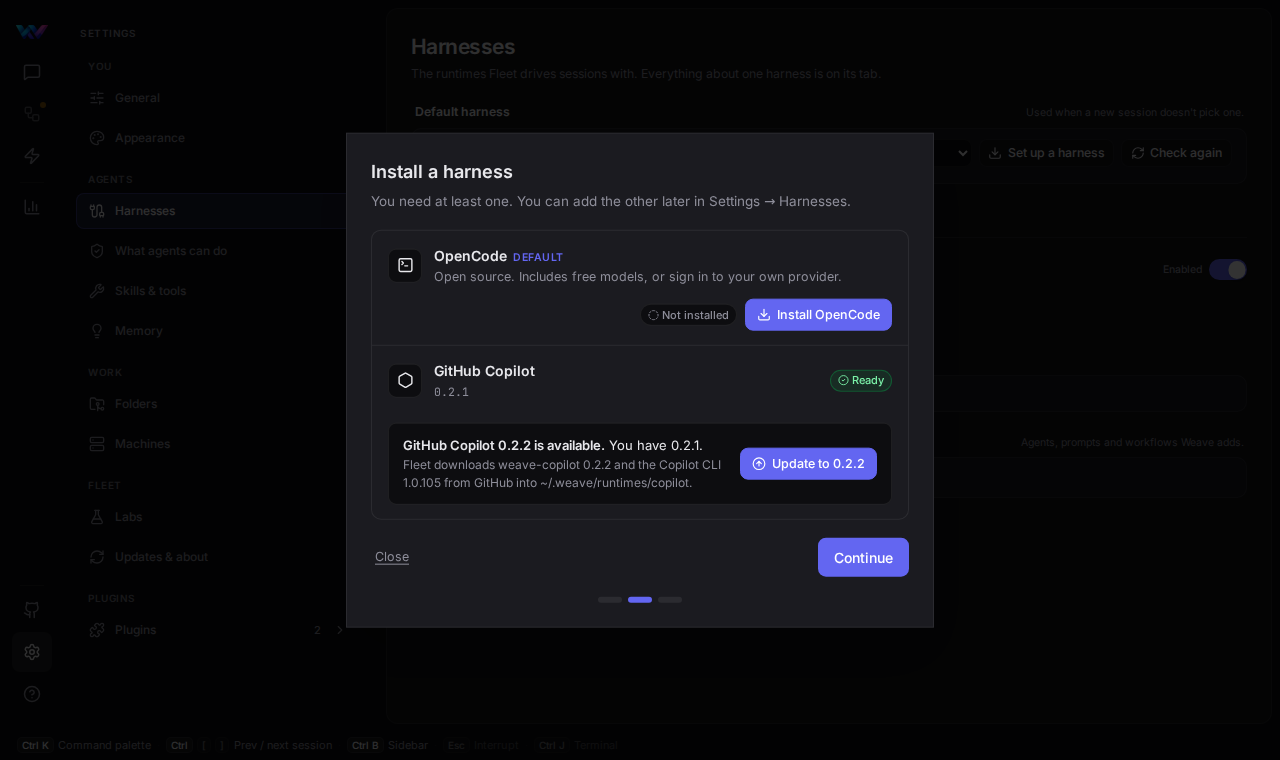 SETTINGS
YOU
General
Appearance
AGENTS
Harnesses
What agents can do
Skills & tools
Memory
WORK
Folders
Machines
FLEET
Labs
Updates & about
PLUGINS
Plugins 2
Harnesses
The runtimes Fleet drives sessions with. Everything about one harness is on its tab.
Default harness
Used when a new session doesn't pick one.
Set up a harness
Check again
Enabled
Agents, prompts and workflows Weave adds.
Install a harness
You need at least one. You can add the other later in Settings → Harnesses.
OpenCode DEFAULT
Open source. Includes free models, or sign in to your own provider.
Not installed
Install OpenCode
GitHub Copilot
0.2.1
Ready
GitHub Copilot 0.2.2 is available. You have 0.2.1.
Fleet downloads weave-copilot 0.2.2 and the Copilot CLI
1.0.105 from GitHub into ~/.weave/runtimes/copilot.
Update to 0.2.2
Close
Continue
Ctrl K Command palette Ctrl [ ] Prev / next session Ctrl B Sidebar Esc Interrupt Ctrl J Terminal